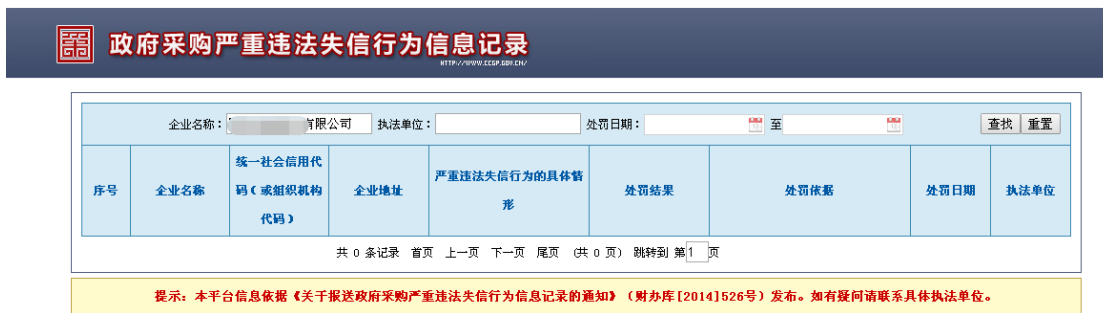 政府采购严重违法失信行为信息记录
HTTP://WWW.CCGP.GOV.CN/
企业名称： 有限公司 执法单位： 处罚日期： 至 查找 重置
序号 企业名称 统一社会信用代码（或组织机构代码） 企业地址 严重违法失信行为的具体情形 处罚结果 处罚依据 处罚日期 执法单位
共 0 条记录 首页 上一页 下一页 尾页 (共 0 页) 跳转到 第1 页
提示：本平台信息依据《关于报送政府采购严重违法失信行为信息记录的通知》（财办库[2014]526号）发布。如有疑问请联系具体执法单位。